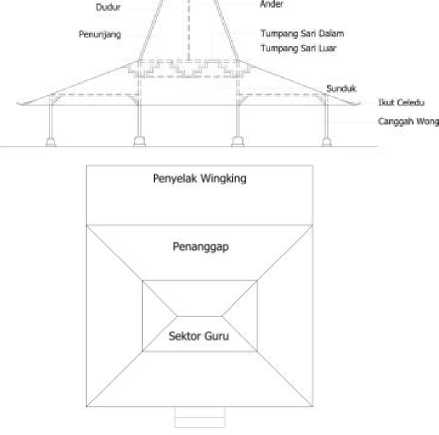 Dudur
Ander
Penunjang
Tumpang Sari Dalam
Tumpang Sari Luar
Sunduk
Ikut Celedu
Canggah Wong
Penyelak Wingking
Penanggap
Sektor Guru